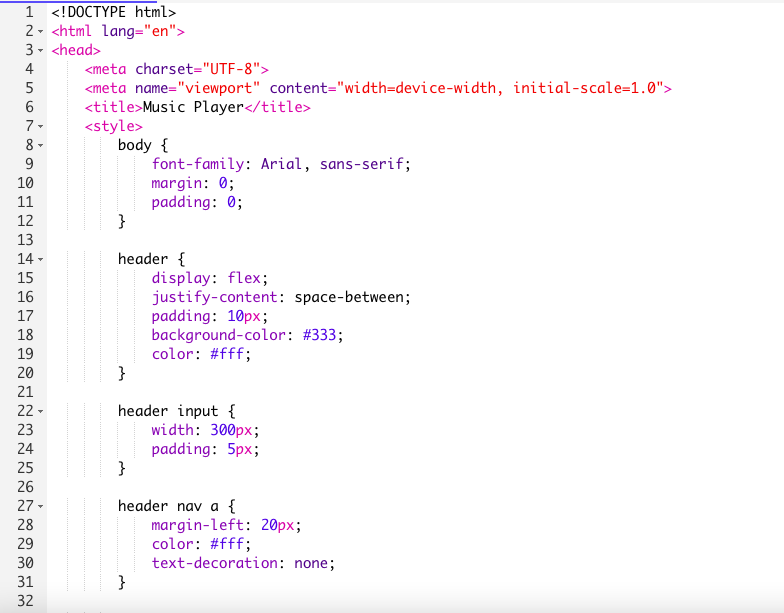 1 <!DOCTYPE html>
2 <html lang="en">
3 <head>
4     <meta charset="UTF-8">
5     <meta name="viewport" content="width=device-width, initial-scale=1.0">
6     <title>Music Player</title>
7     <style>
8         body {
9             font-family: Arial, sans-serif;
10             margin: 0;
11             padding: 0;
12         }
13
14         header {
15             display: flex;
16             justify-content: space-between;
17             padding: 10px;
18             background-color: #333;
19             color: #fff;
20         }
21
22         header input {
23             width: 300px;
24             padding: 5px;
25         }
26
27         header nav a {
28             margin-left: 20px;
29             color: #fff;
30             text-decoration: none;
31         }
32